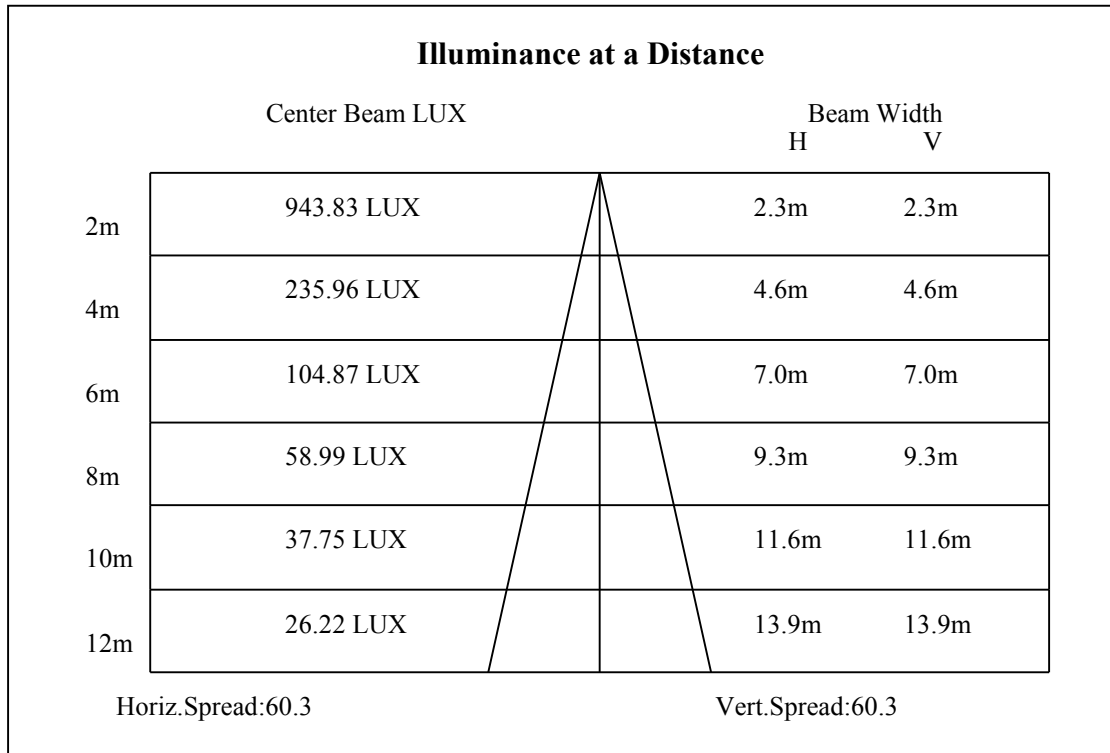 Illuminance at a Distance
Center Beam LUX Beam Width
H V
2m 943.83 LUX 2.3m 2.3m
4m 235.96 LUX 4.6m 4.6m
6m 104.87 LUX 7.0m 7.0m
8m 58.99 LUX 9.3m 9.3m
10m 37.75 LUX 11.6m 11.6m
12m 26.22 LUX 13.9m 13.9m
Horiz.Spread:60.3 Vert.Spread:60.3